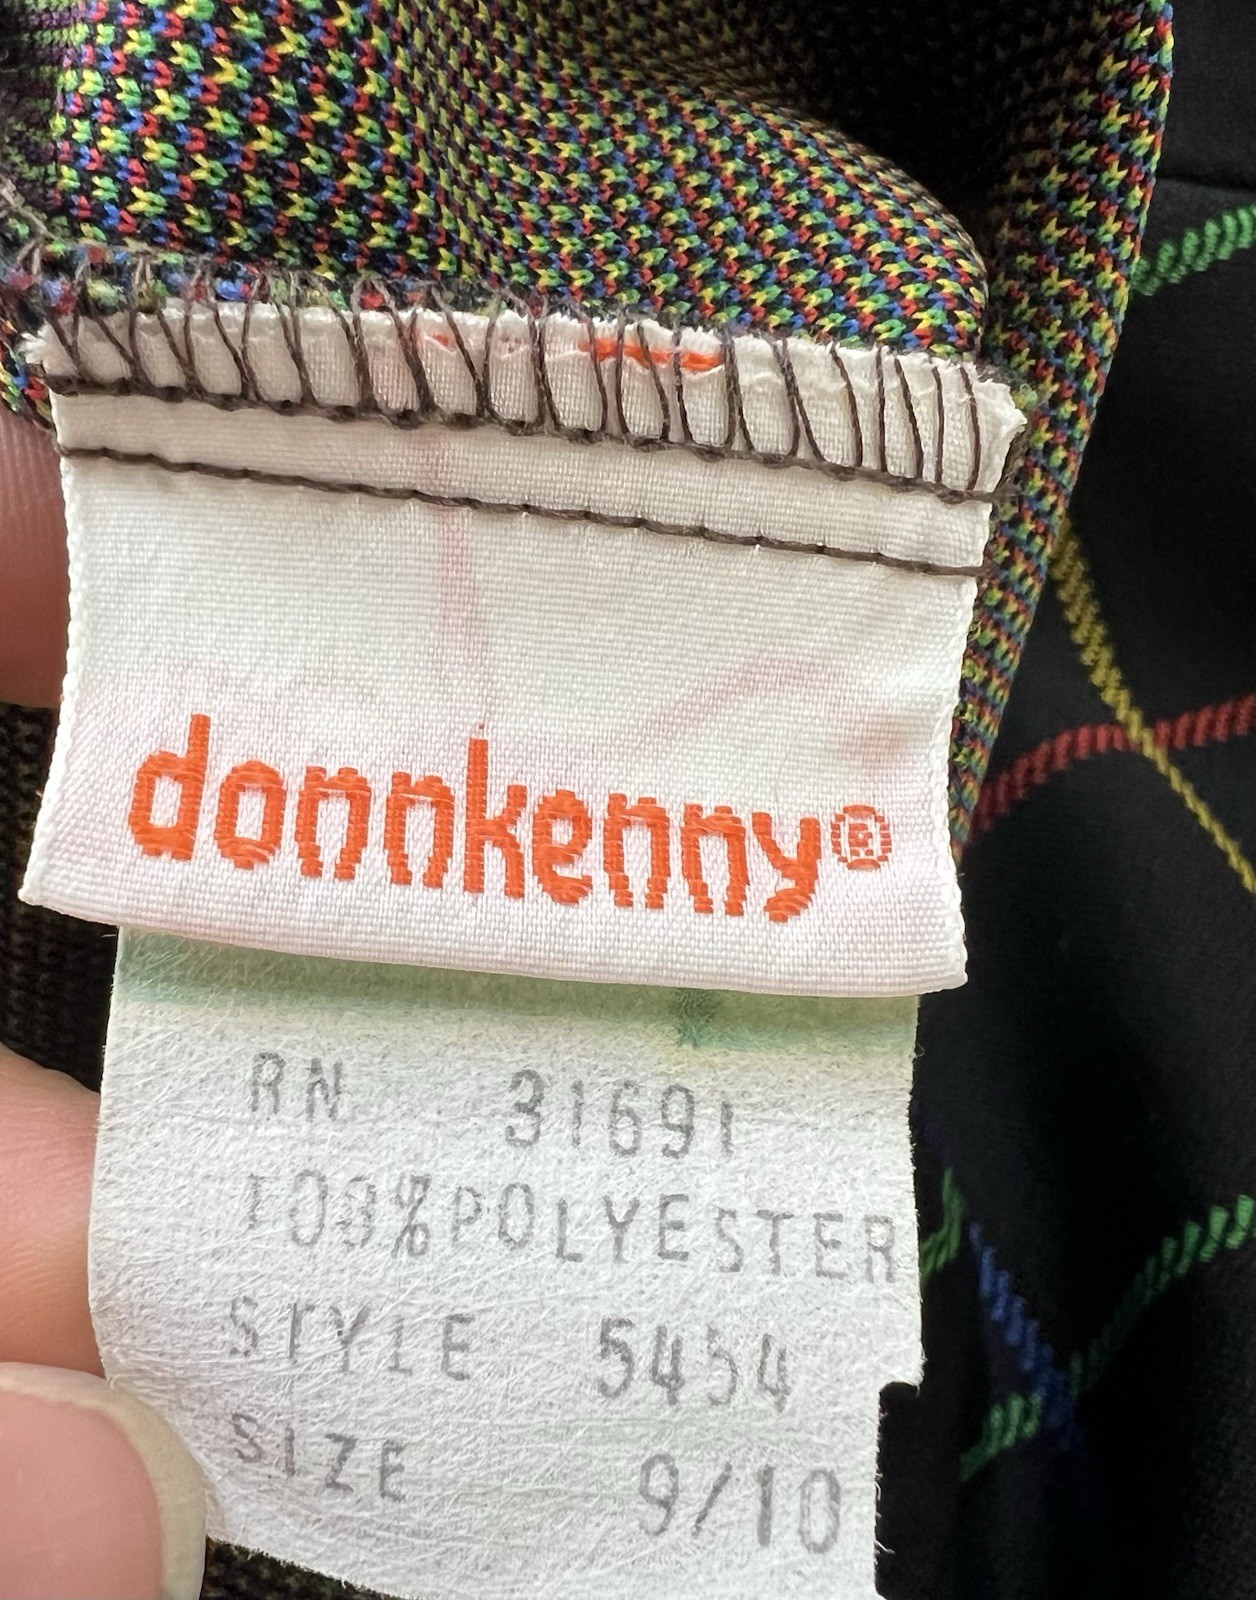 donnkenny®
RN 31691
100%POLYESTER
STYLE 5454
SIZE 9/10